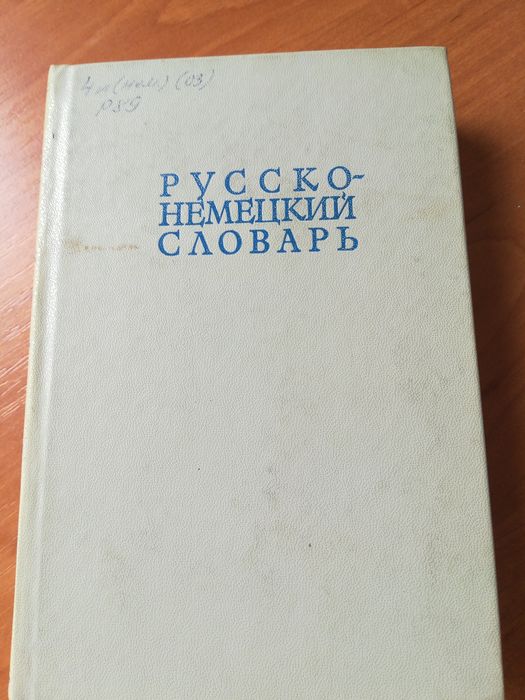 4и(нем) (03)
Р89
РУССКО-
НЕМЕЦКИЙ
СЛОВАРЬ